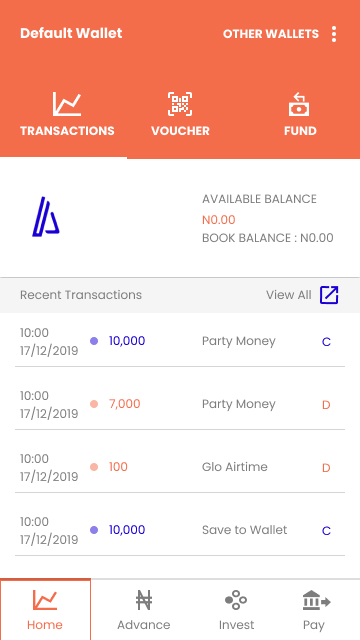 Default Wallet
OTHER WALLETS
TRANSACTIONS
VOUCHER
FUND
AVAILABLE BALANCE
N0.00
BOOK BALANCE : N0.00
Recent Transactions
View All
10:00
17/12/2019
10,000
Party Money
C
10:00
17/12/2019
7,000
Party Money
D
10:00
17/12/2019
100
Glo Airtime
D
10:00
17/12/2019
10,000
Save to Wallet
C
Home
Advance
Invest
Pay